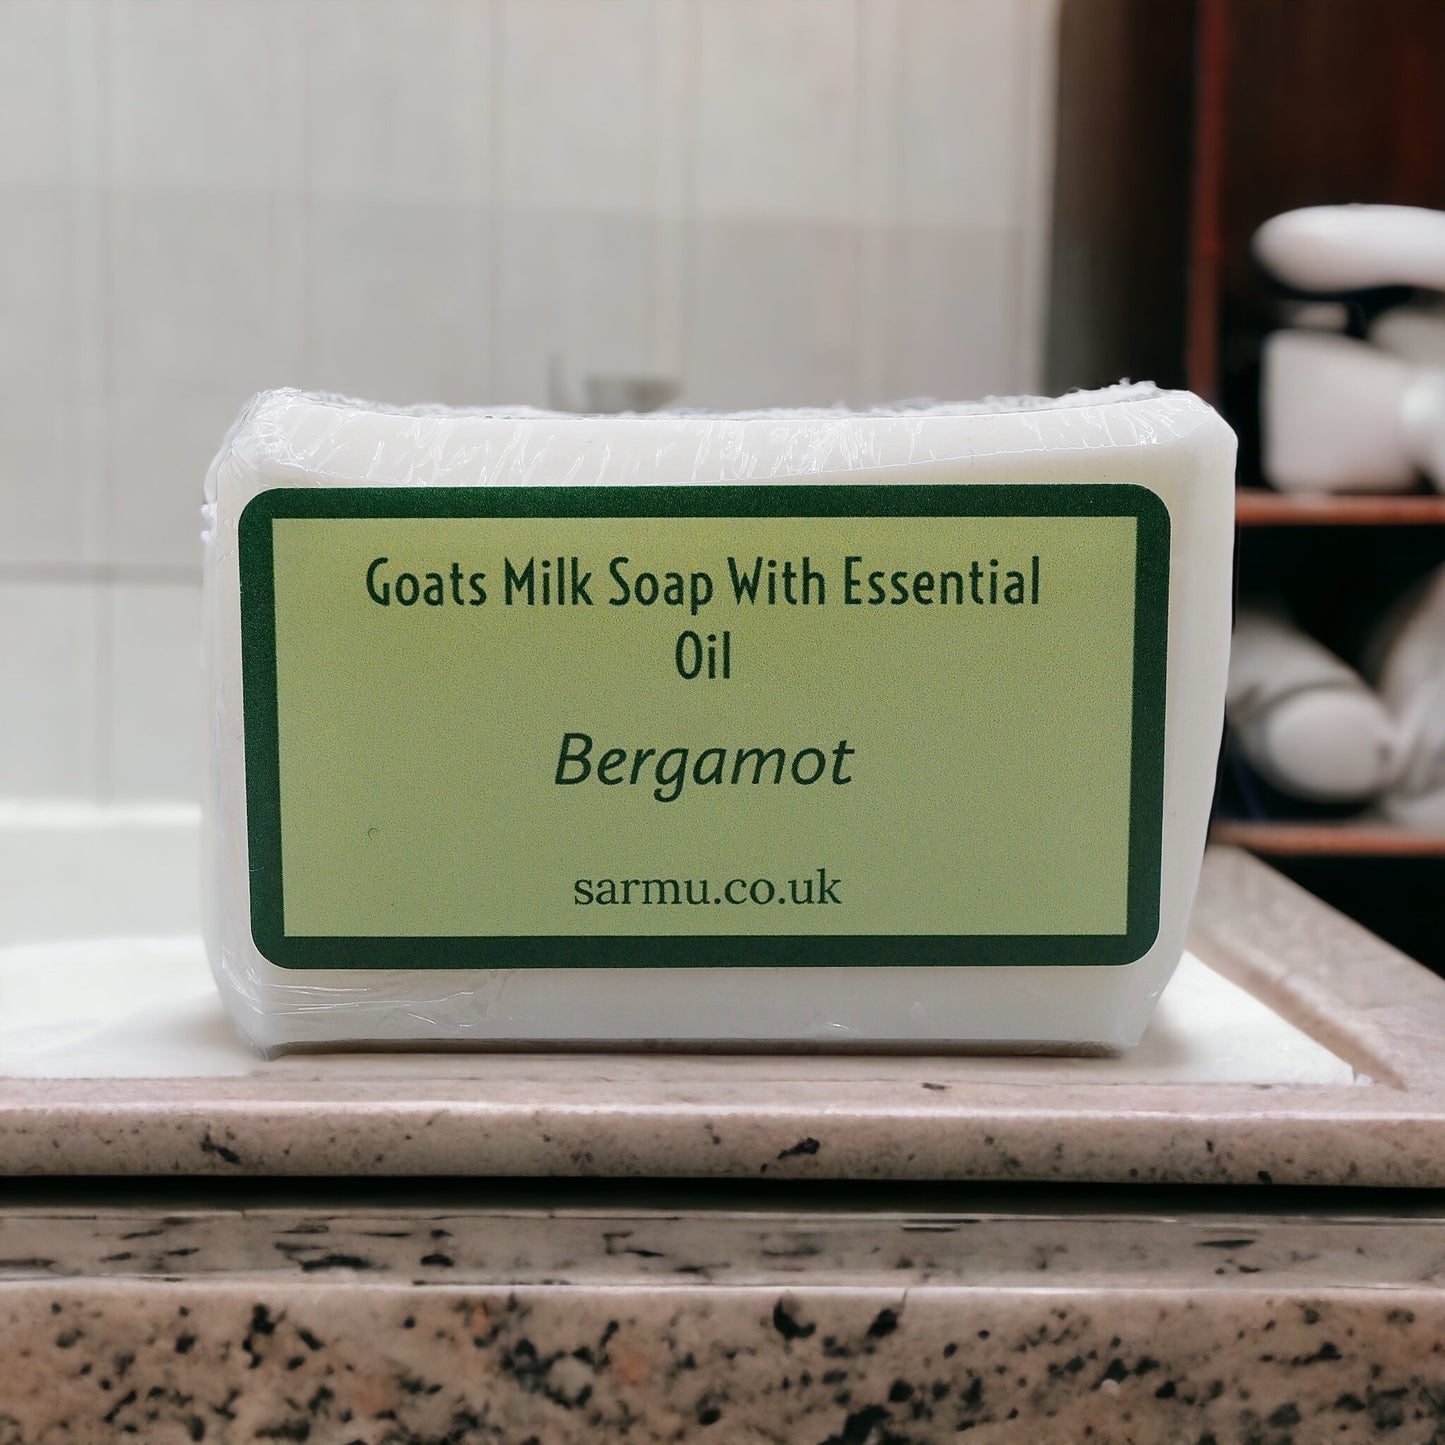 Goats Milk Soap With Essential
Oil
Bergamot
sarmu.co.uk